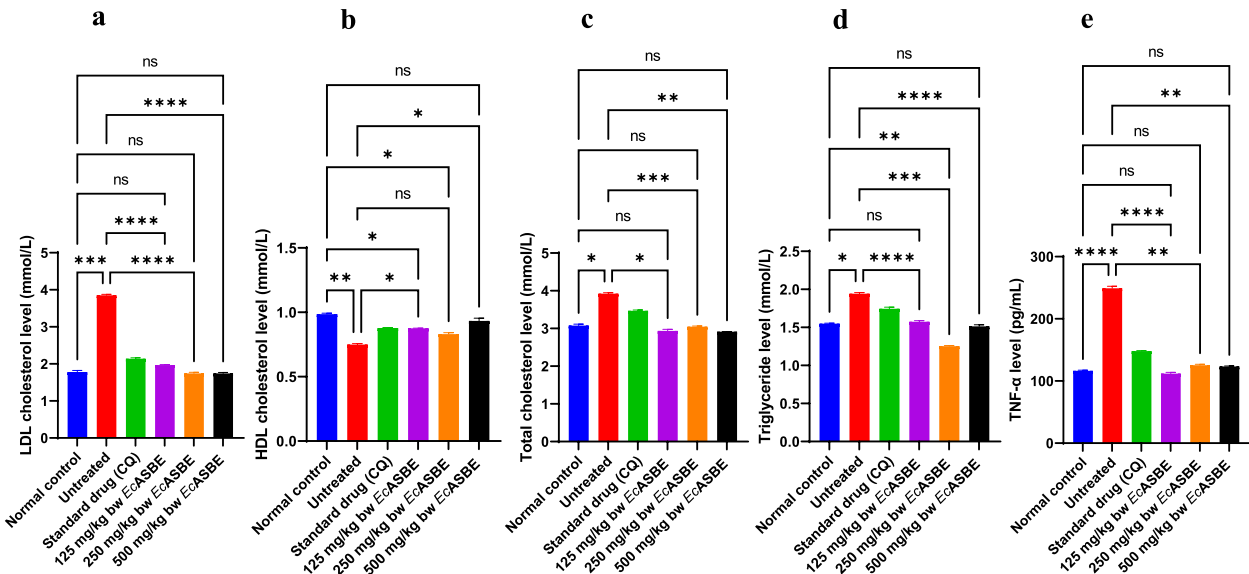 a
ns
****
ns
ns
****
***
****
LDL cholesterol level (mmol/L)
5
4
3
2
1
0
Normal control
Untreated
Standard drug (CQ)
125 mg/kg bw EcASBE
250 mg/kg bw EcASBE
500 mg/kg bw EcASBE
b
ns
*
*
ns
*
**
*
HDL cholesterol level (mmol/L)
1.5
1.0
0.5
0.0
Normal control
Untreated
Standard drug (CQ)
125 mg/kg bw EcASBE
250 mg/kg bw EcASBE
500 mg/kg bw EcASBE
c
ns
**
ns
***
ns
*
*
Total cholesterol level (mmol/L)
5
4
3
2
1
0
Normal control
Untreated
Standard drug (CQ)
125 mg/kg bw EcASBE
250 mg/kg bw EcASBE
500 mg/kg bw EcASBE
d
ns
****
**
***
ns
*
****
Triglyceride level (mmol/L)
2.5
2.0
1.5
1.0
0.5
0.0
Normal control
Untreated
Standard drug (CQ)
125 mg/kg bw EcASBE
250 mg/kg bw EcASBE
500 mg/kg bw EcASBE
e
ns
**
ns
ns
****
****
**
TNF-α level (pg/mL)
300
200
100
0
Normal control
Untreated
Standard drug (CQ)
125 mg/kg bw EcASBE
250 mg/kg bw EcASBE
500 mg/kg bw EcASBE